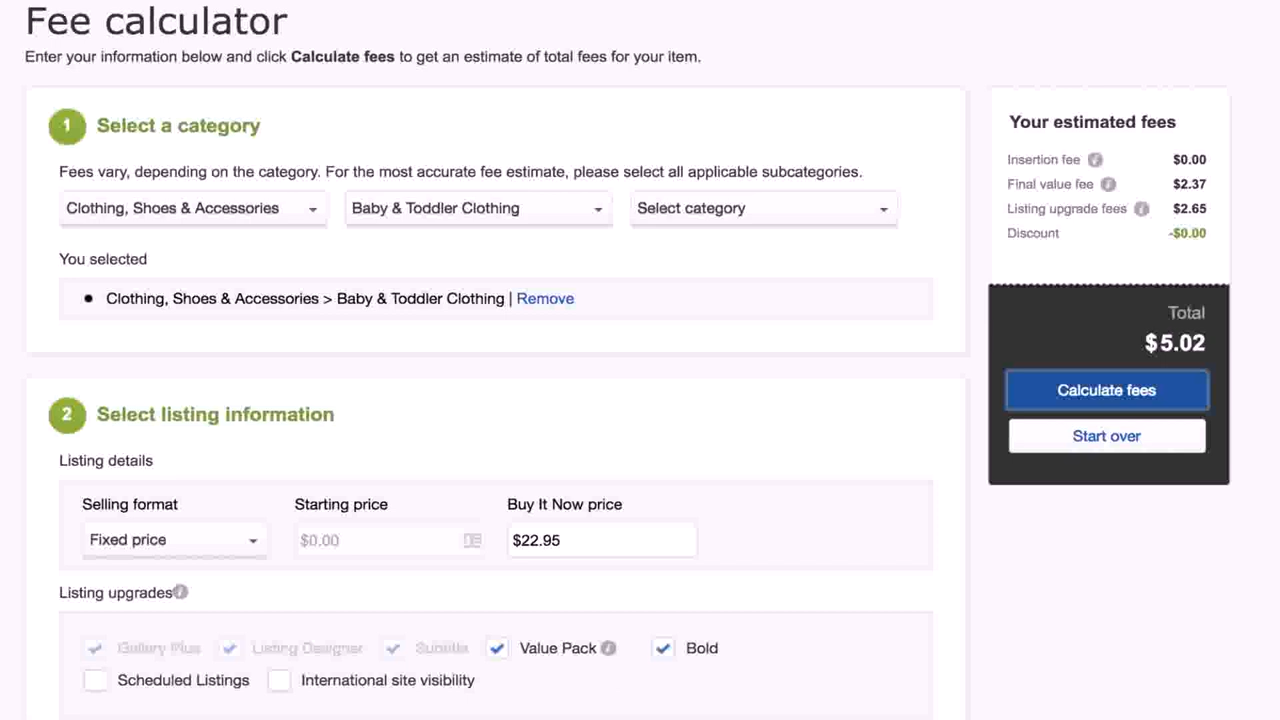 Fee calculator
Enter your information below and click Calculate fees to get an estimate of total fees for your item.
1 Select a category
Fees vary, depending on the category. For the most accurate fee estimate, please select all applicable subcategories.
Clothing, Shoes & Accessories Baby & Toddler Clothing Select category
You selected
Clothing, Shoes & Accessories > Baby & Toddler Clothing | Remove
2 Select listing information
Listing details
Selling format Starting price Buy It Now price
Fixed price $0.00 $22.95
Listing upgrades
Gallery Plus Listing Designer Subtitle Value Pack Bold
Scheduled Listings International site visibility
Your estimated fees
Insertion fee $0.00
Final value fee $2.37
Listing upgrade fees $2.65
Discount -$0.00
Total
$5.02
Calculate fees
Start over